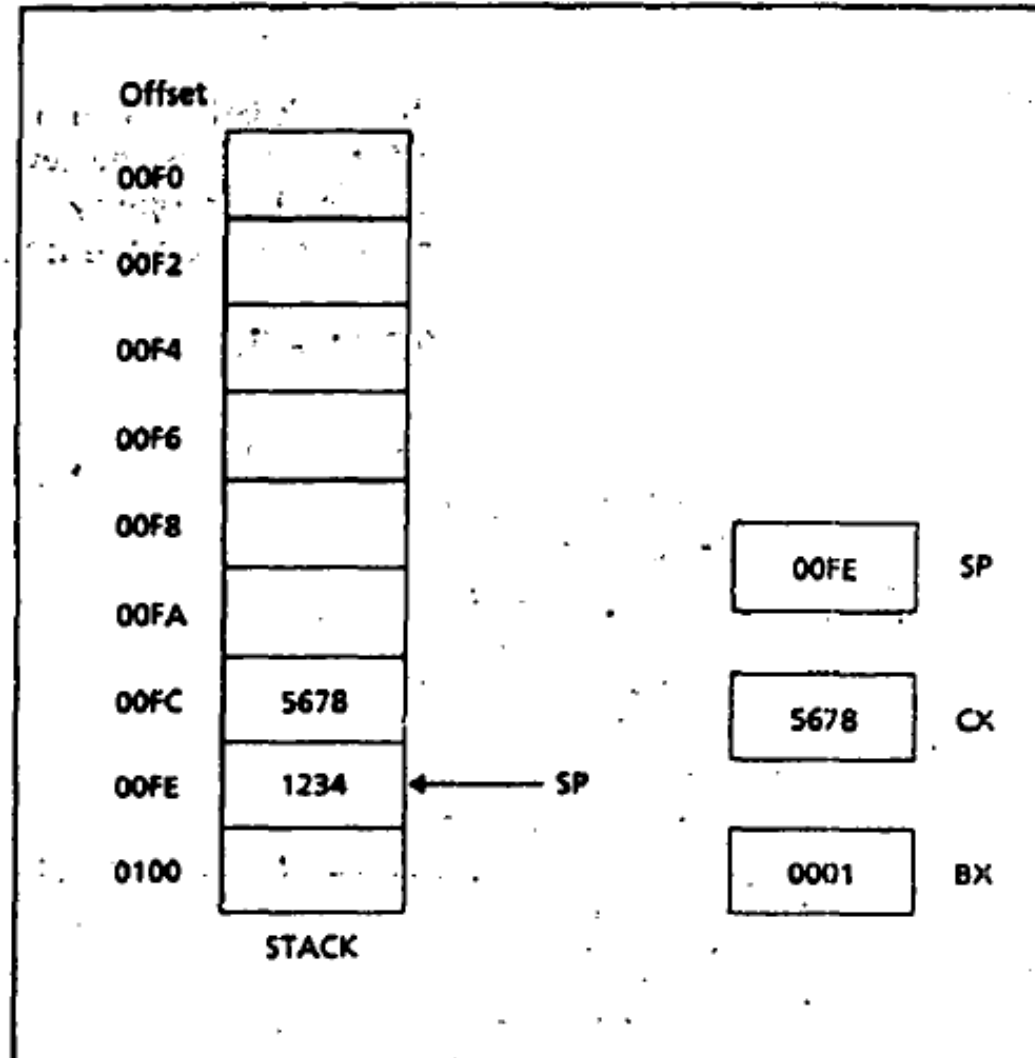 Offset
00F0
00F2
00F4
00F6
00F8
00FE SP
00FA
00FC 5678
5678 CX
00FE 1234 SP
0100
0001 BX
STACK